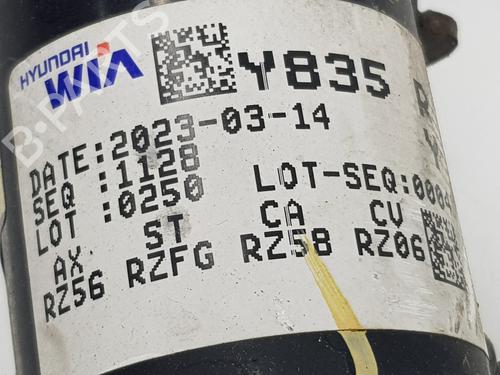 HYUNDAI
WIA
Y835
DATE:2023-03-14
SEQ :1128
LOT :0250
LOT-SEQ:000
AX ST CA CV
RZ56 RZFG RZ58 RZ06
B-PARTS